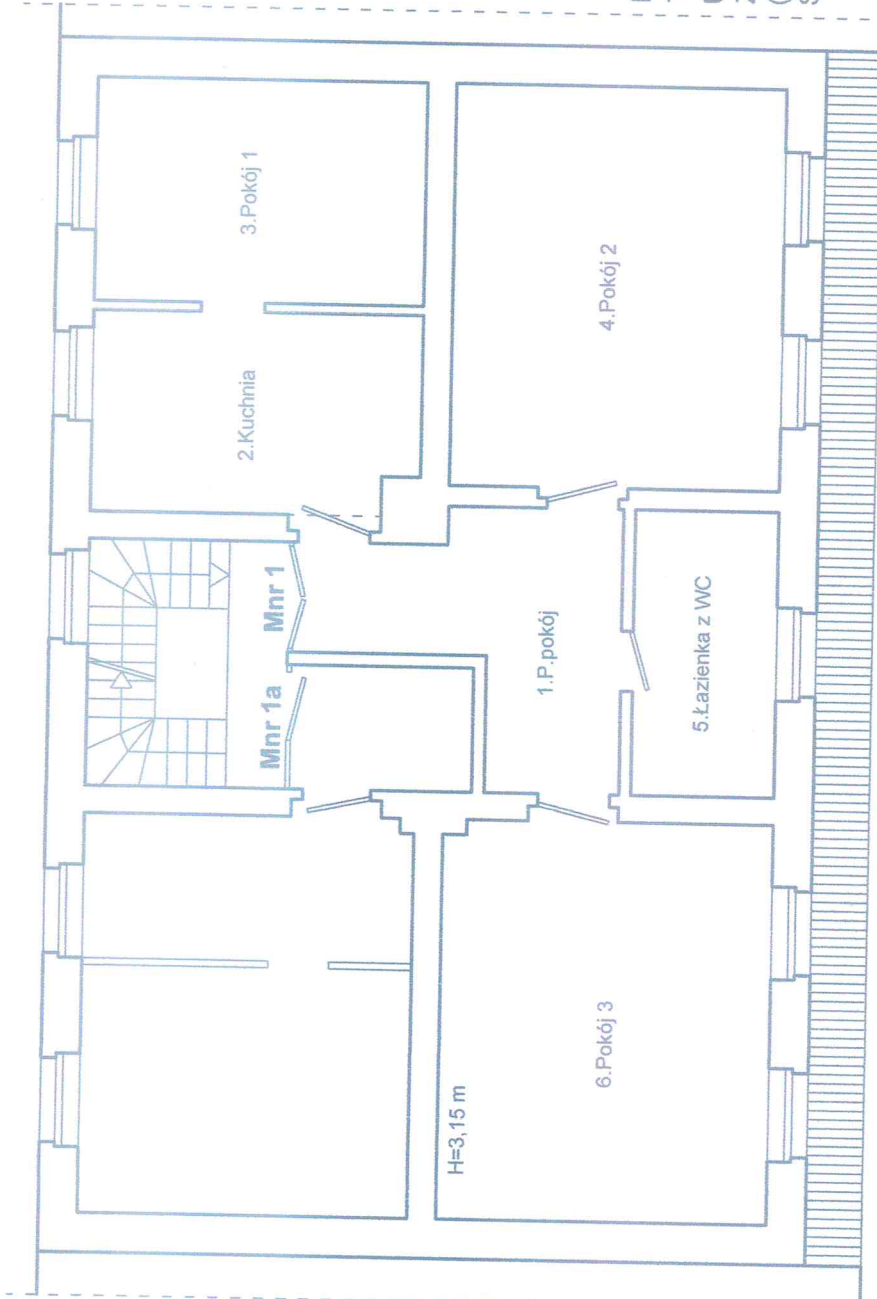 3.Pokój 1
4.Pokój 2
2.Kuchnia
Mnr 1
Mnr 1a
1.P.pokój
5.Łazienka z WC
H=3,15 m
6.Pokój 3